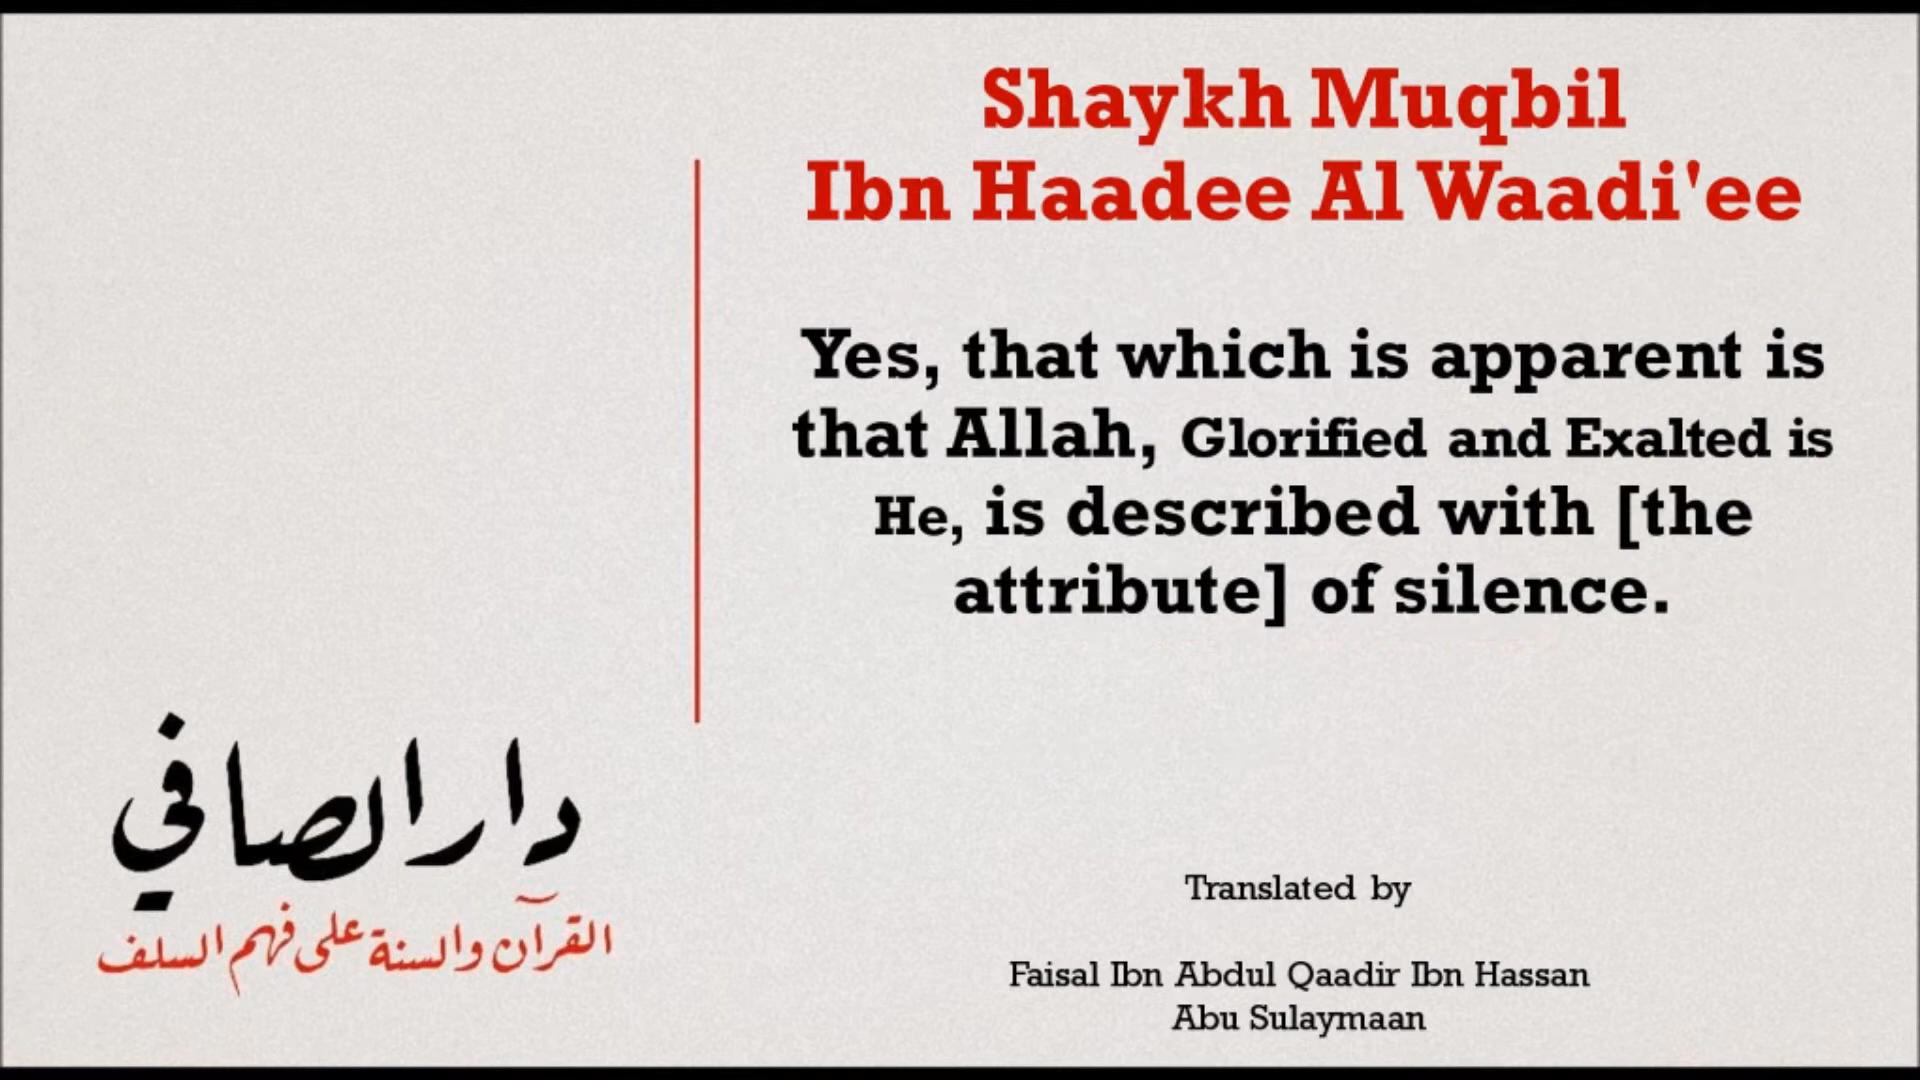 Shaykh Muqbil
Ibn Haadee Al Waadi'ee
Yes, that which is apparent is
that Allah, Glorified and Exalted is
He, is described with [the
attribute] of silence.
دار الصافي
القرآن والسنة على فهم السلف
Translated by
Faisal Ibn Abdul Qaadir Ibn Hassan
Abu Sulaymaan